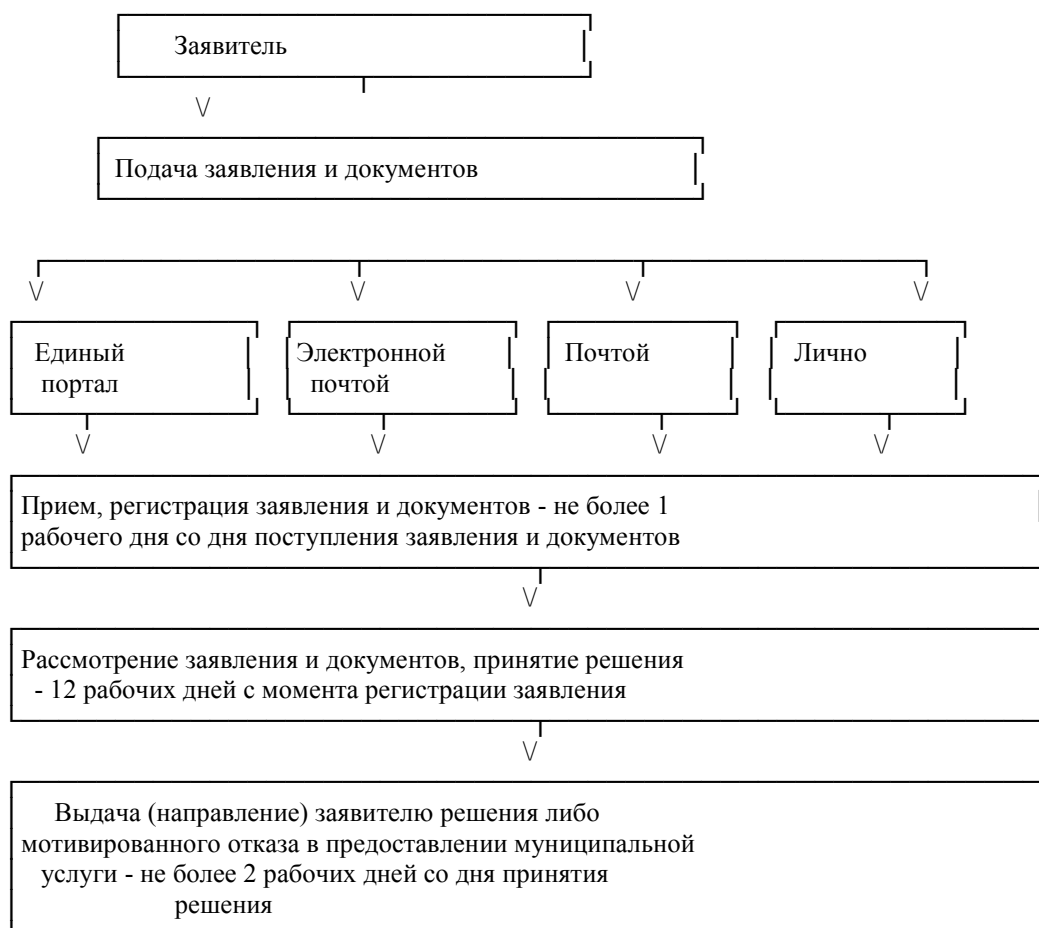 Заявитель
Подача заявления и документов
Единый
портал
Электронной
почтой
Почтой
Лично
Прием, регистрация заявления и документов - не более 1
рабочего дня со дня поступления заявления и документов
Рассмотрение заявления и документов, принятие решения
- 12 рабочих дней с момента регистрации заявления
Выдача (направление) заявителю решения либо
мотивированного отказа в предоставлении муниципальной
услуги - не более 2 рабочих дней со дня принятия
решения